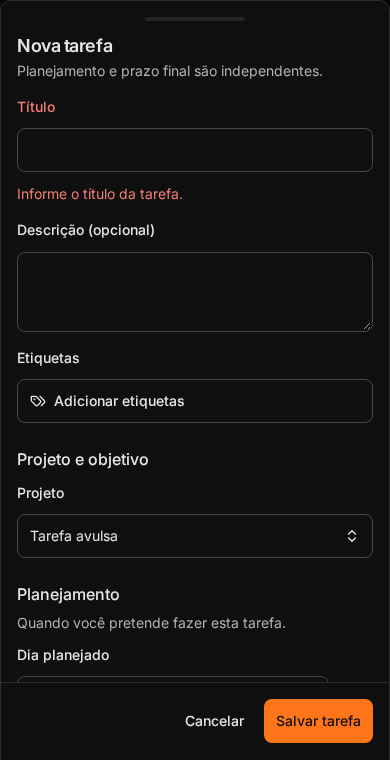 Nova tarefa
Planejamento e prazo final são independentes.
Título
Informe o título da tarefa.
Descrição (opcional)
Etiquetas
Adicionar etiquetas
Projeto e objetivo
Projeto
Tarefa avulsa
Planejamento
Quando você pretende fazer esta tarefa.
Dia planejado
Cancelar
Salvar tarefa